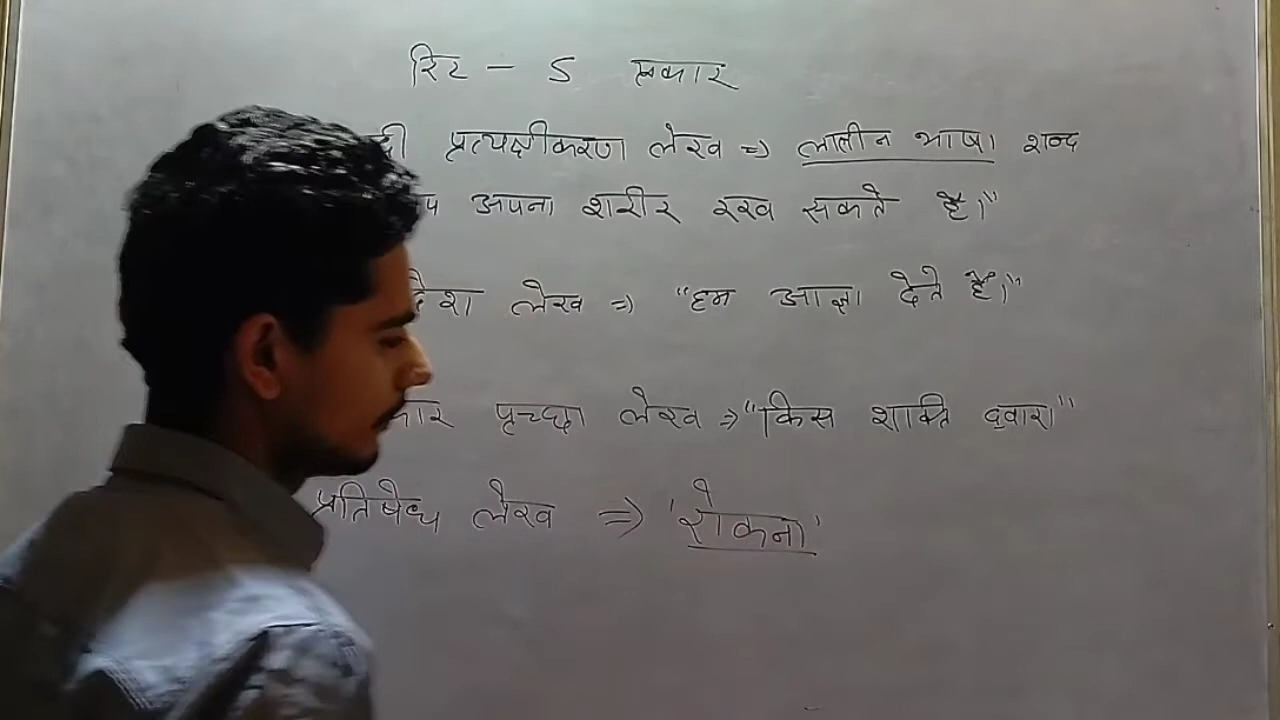 रिट - 5 प्रकार
दी प्रत्यक्षीकरण लेख => लातीन भाषा शब्द
प अपना शरीर रख सकते है।"
देश लेख => "हम आज्ञा देते हैं।"
कार पृच्छा लेख => "किस शक्ति द्वारा"
प्रतिषेध लेख => 'रोकना'